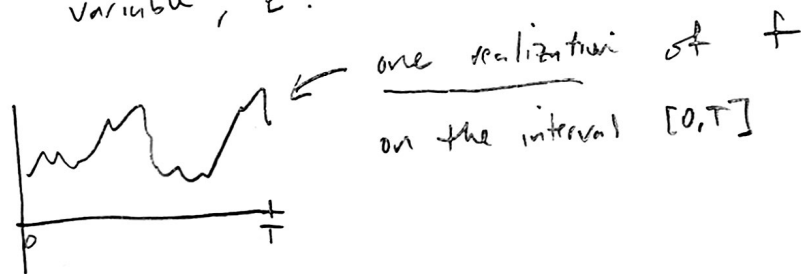 variable, t.
one realization of f
on the interval [0,T]
0 T